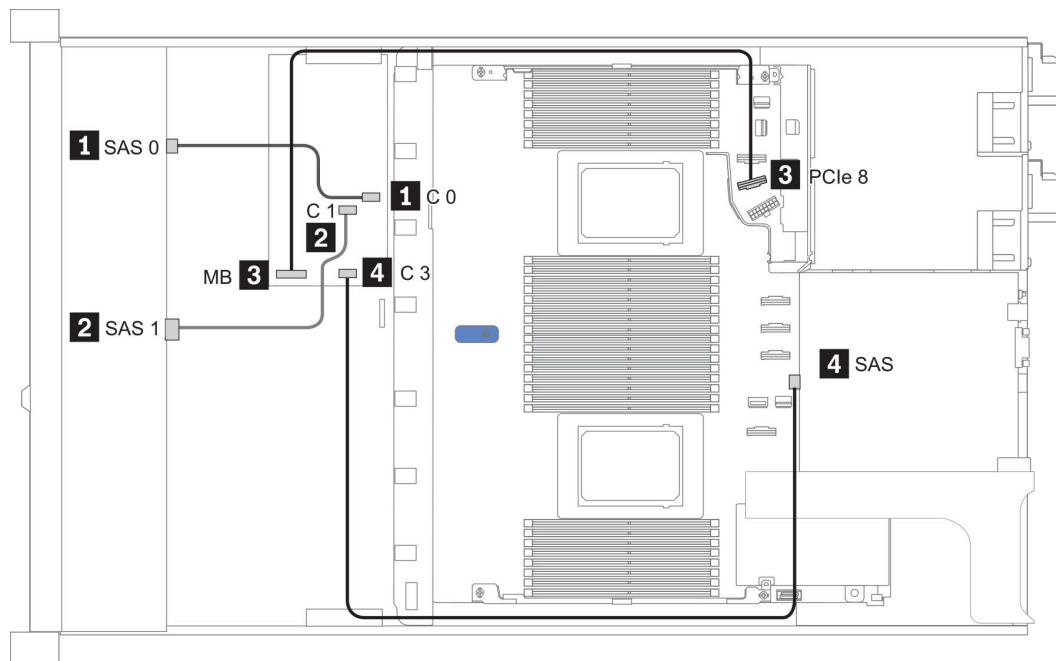 1 SAS 0
1 C 0
C 1
2
3 PCIe 8
MB 3
4 C 3
2 SAS 1
4 SAS